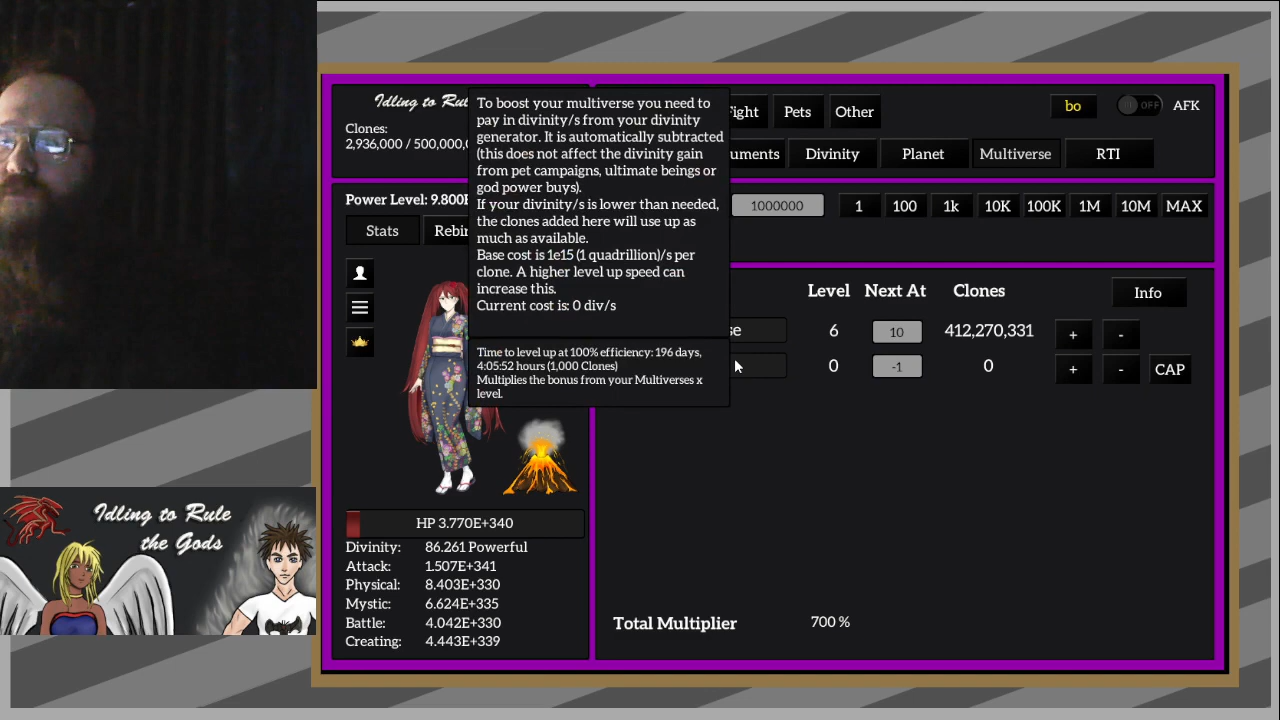 Idling to Rul
Clones:
2,936,000 / 500,000,0
To boost your multiverse you need to
pay in divinity/s from your divinity
generator. It is automatically subtracted
(this does not affect the divinity gain
from pet campaigns, ultimate beings or
god power buys).
If your divinity/s is lower than needed,
the clones added here will use up as
much as available.
Base cost is 1e15 (1 quadrillion)/s per
clone. A higher level up speed can
increase this.
Current cost is: 0 div/s
Time to level up at 100% efficiency: 196 days,
4:05:52 hours (1,000 Clones)
Multiplies the bonus from your Multiverses x
level.
Fight Pets Other bo OFF AFK
uments Divinity Planet Multiverse RTI
Power Level: 9.800E
1000000 1 100 1k 10K 100K 1M 10M MAX
Stats Rebir
Level Next At Clones Info
se 6 10 412,270,331 + -
0 -1 0 + - CAP
HP 3.770E+340
Divinity: 86.261 Powerful
Attack: 1.507E+341
Physical: 8.403E+330
Mystic: 6.624E+335
Battle: 4.042E+330
Creating: 4.443E+339
Total Multiplier 700 %
Idling to Rule
the Gods